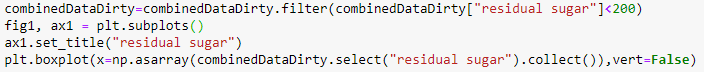 combinedDataDirty=combinedDataDirty.filter(combinedDataDirty["residual sugar"]<200)
fig1, ax1 = plt.subplots()
ax1.set_title("residual sugar")
plt.boxplot(x=np.asarray(combinedDataDirty.select("residual sugar").collect()),vert=False)